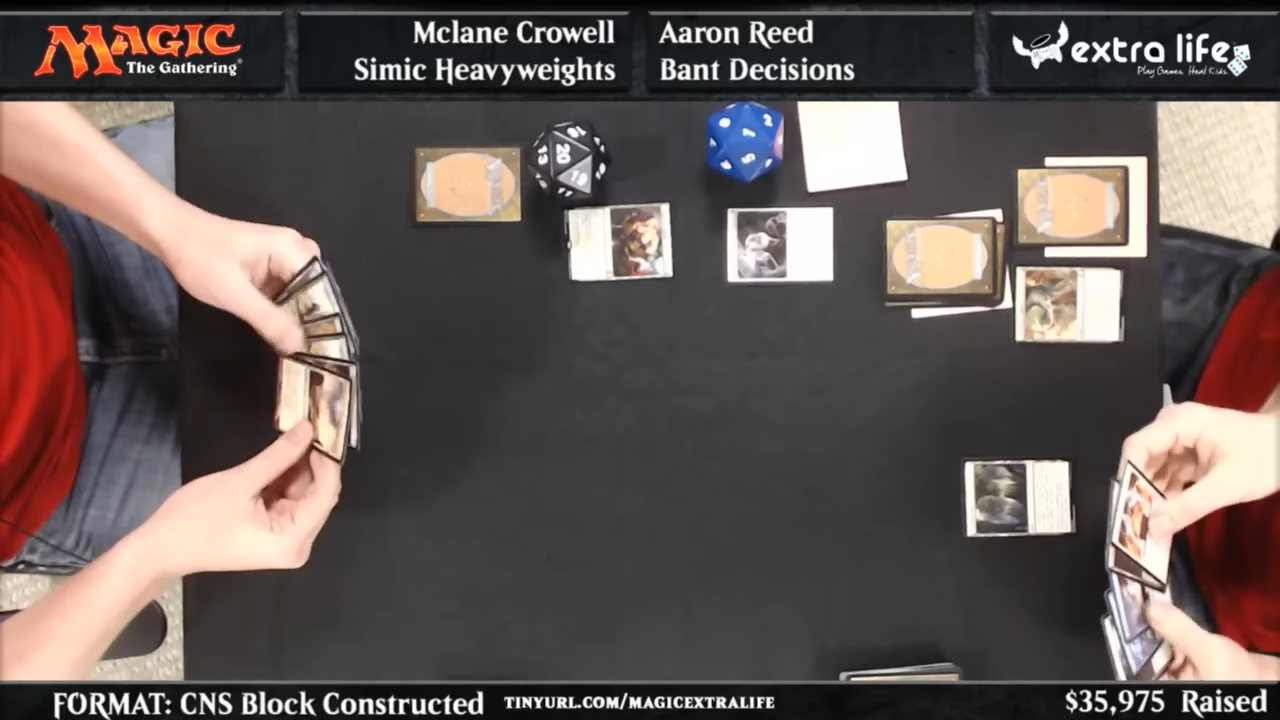 MAGIC
The Gathering®
Mclane Crowell
Simic Heavyweights
Aaron Reed
Bant Decisions
extra life
Play Games. Heal Kids.
20
FORMAT: CNS Block Constructed
TINYURL.COM/MAGICEXTRALIFE
$35,975 Raised